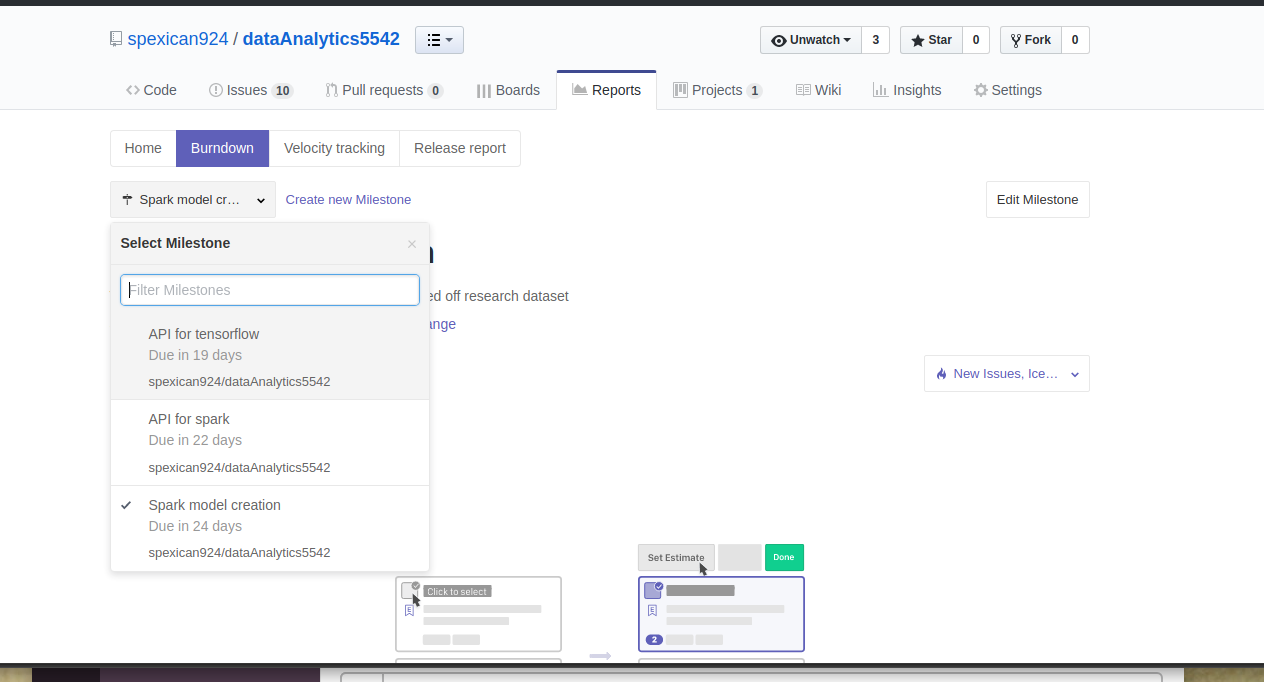 spexican924 / dataAnalytics5542
Unwatch 3 Star 0 Fork 0
Code Issues 10 Pull requests 0 Boards Reports Projects 1 Wiki Insights Settings
Home Burndown Velocity tracking Release report
Spark model cr... Create new Milestone Edit Milestone
Select Milestone ×
Filter Milestones
ed off research dataset
API for tensorflow
Due in 19 days
spexican924/dataAnalytics5542
New Issues, Ice...
API for spark
Due in 22 days
spexican924/dataAnalytics5542
Spark model creation
Due in 24 days
spexican924/dataAnalytics5542
Set Estimate Done
Click to select
E E
2